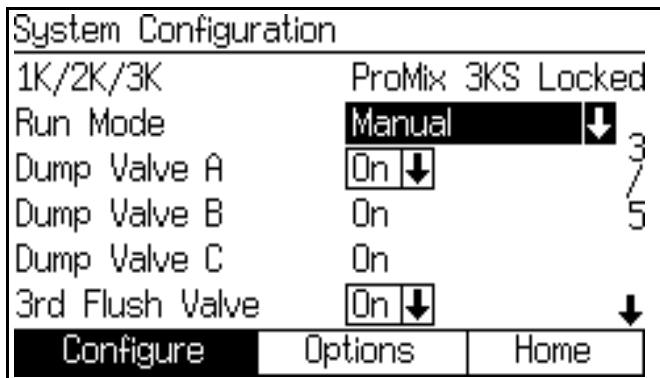 System Configuration
1K/2K/3K ProMix 3KS Locked
Run Mode Manual
Dump Valve A On
Dump Valve B On
Dump Valve C On
3rd Flush Valve On
3/5
Configure Options Home